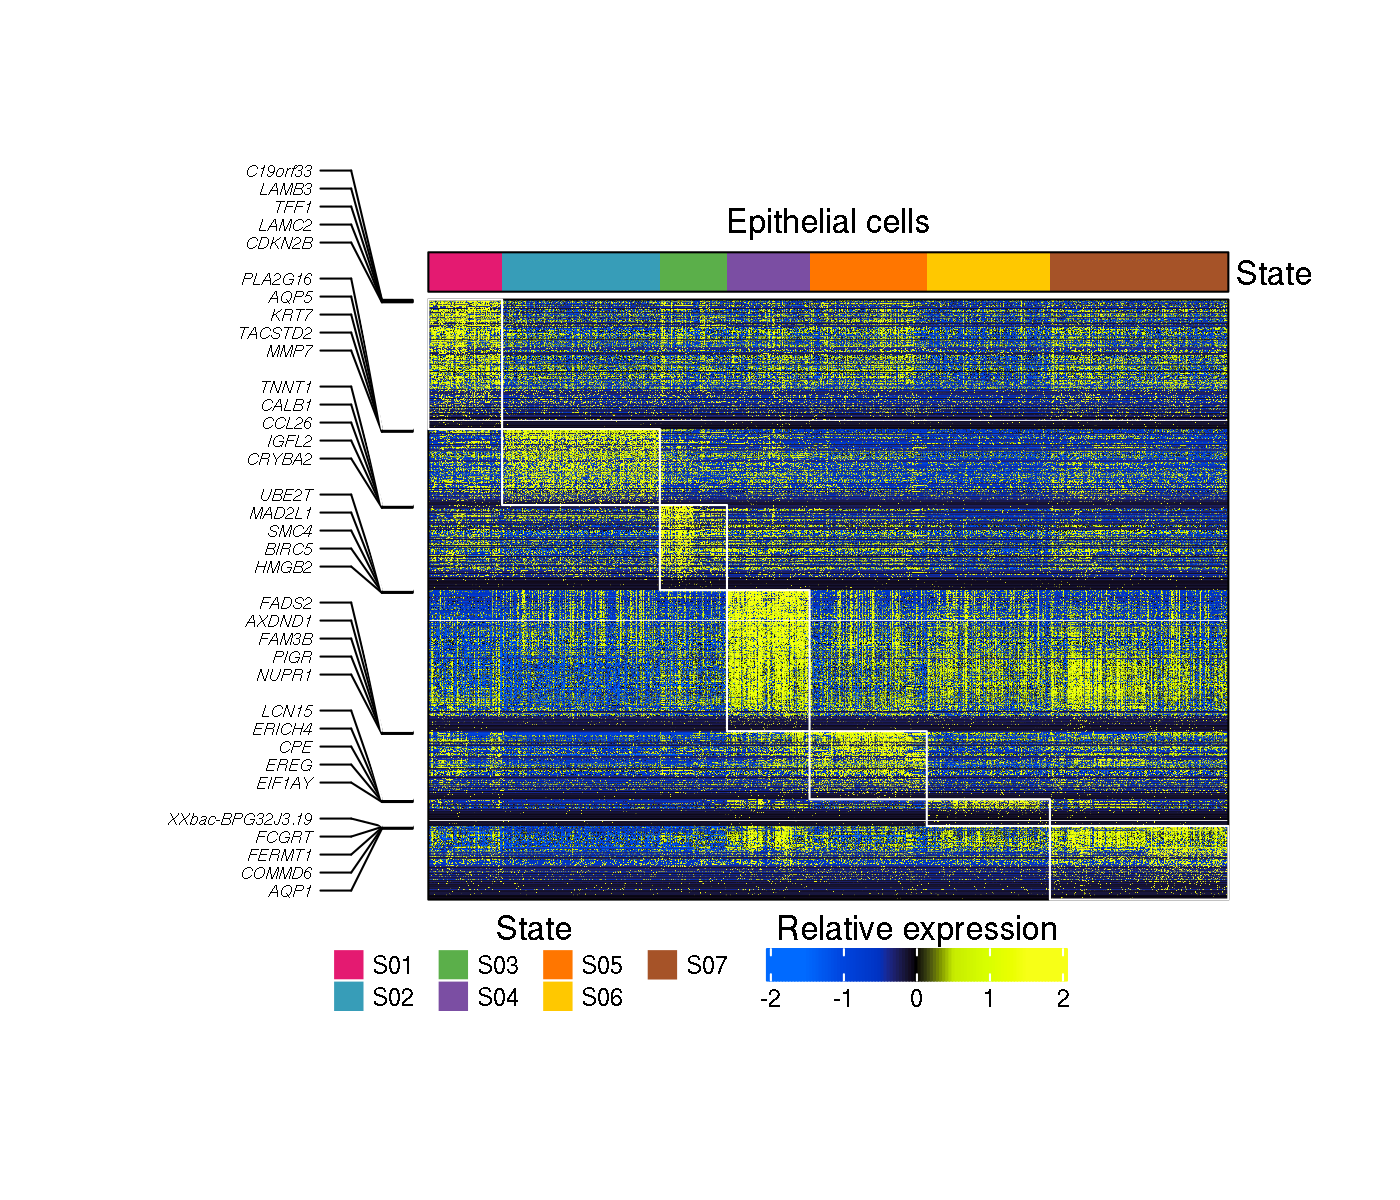 Epithelial cells
State
C19orf33
LAMB3
TFF1
LAMC2
CDKN2B
PLA2G16
AQP5
KRT7
TACSTD2
MMP7
TNNT1
CALB1
CCL26
IGFL2
CRYBA2
UBE2T
MAD2L1
SMC4
BIRC5
HMGB2
FADS2
AXDND1
FAM3B
PIGR
NUPR1
LCN15
ERICH4
CPE
EREG
EIF1AY
XXbac-BPG32J3.19
FCGRT
FERMT1
COMMD6
AQP1
State
S01 S03 S05 S07
S02 S04 S06
Relative expression
-2 -1 0 1 2